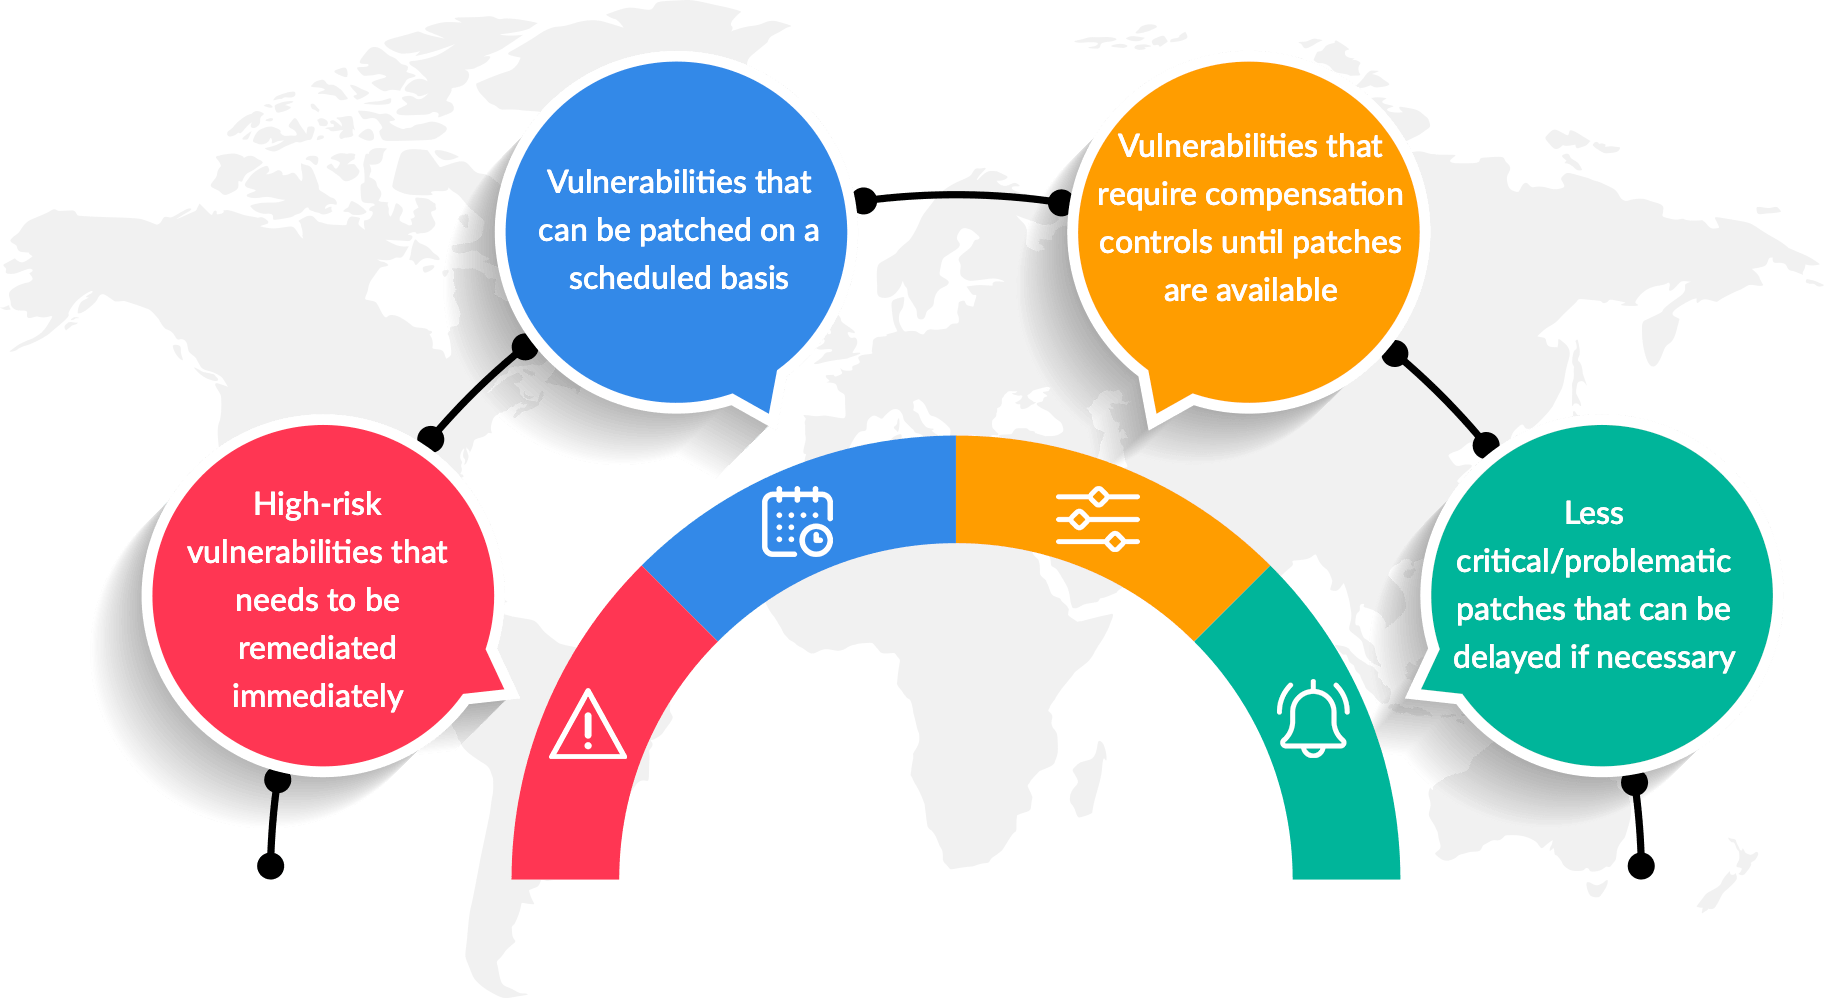 High-risk
vulnerabilities that
needs to be
remediated
immediately
Vulnerabilities that
can be patched on a
scheduled basis
Vulnerabilities that
require compensation
controls until patches
are available
Less
critical/problematic
patches that can be
delayed if necessary